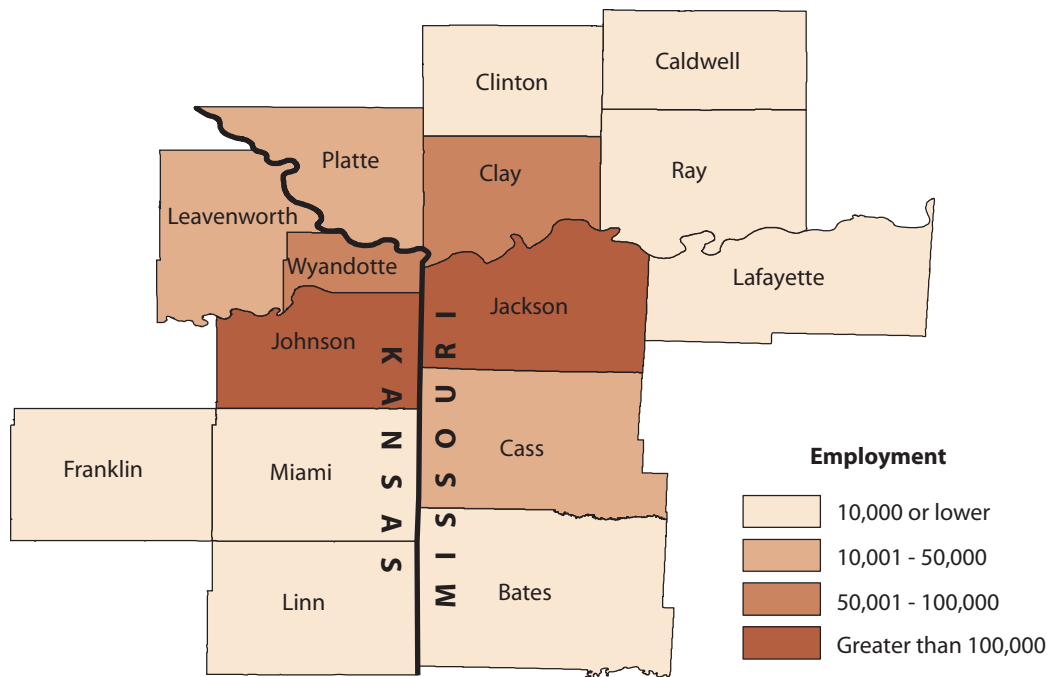 Caldwell
Clinton
Platte
Clay
Ray
Leavenworth
Wyandotte
Lafayette
Jackson
Johnson
KANSAS
MISSOURI
Cass
Franklin
Miami
Linn
Bates
Employment
10,000 or lower
10,001 - 50,000
50,001 - 100,000
Greater than 100,000